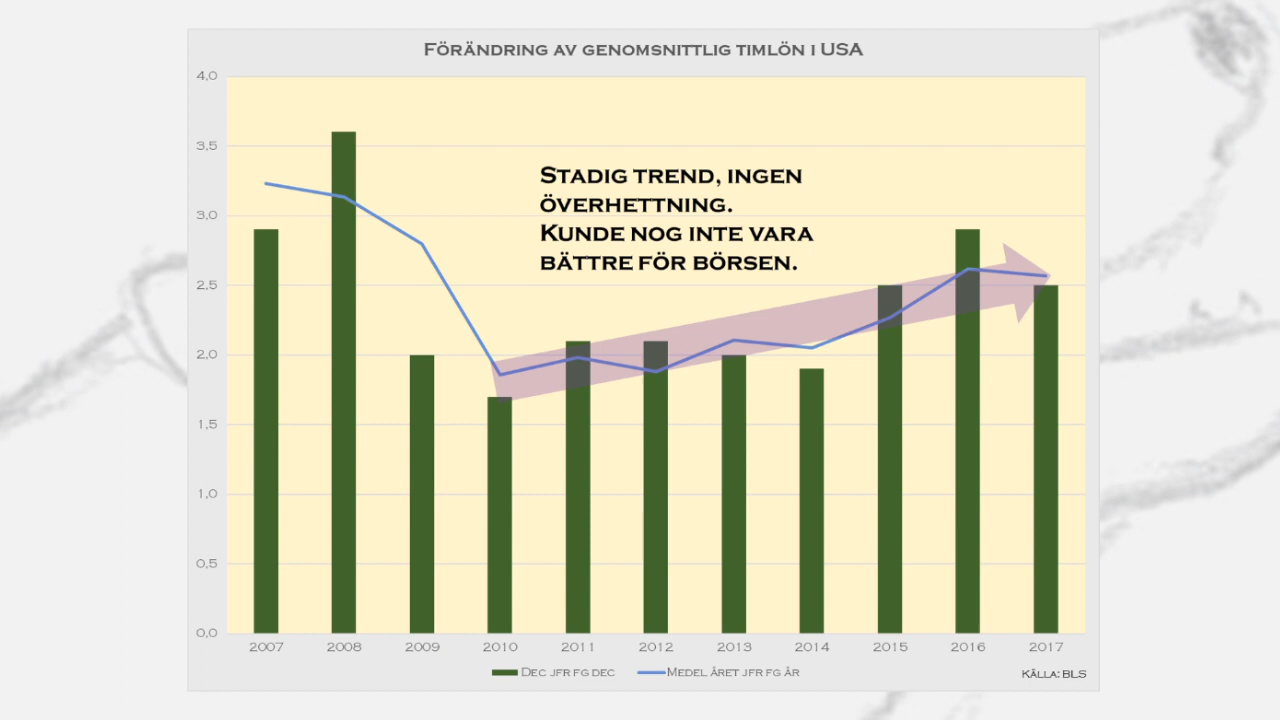 Förändring av genomsnittlig timlön i USA
4,0
3,5
3,0
2,5
2,0
1,5
1,0
0,5
0,0
Stadig trend, ingen
överhettning.
Kunde nog inte vara
bättre för börsen.
2007 2008 2009 2010 2011 2012 2013 2014 2015 2016 2017
Dec jfr fg dec Medel året jfr fg år
Källa: BLS